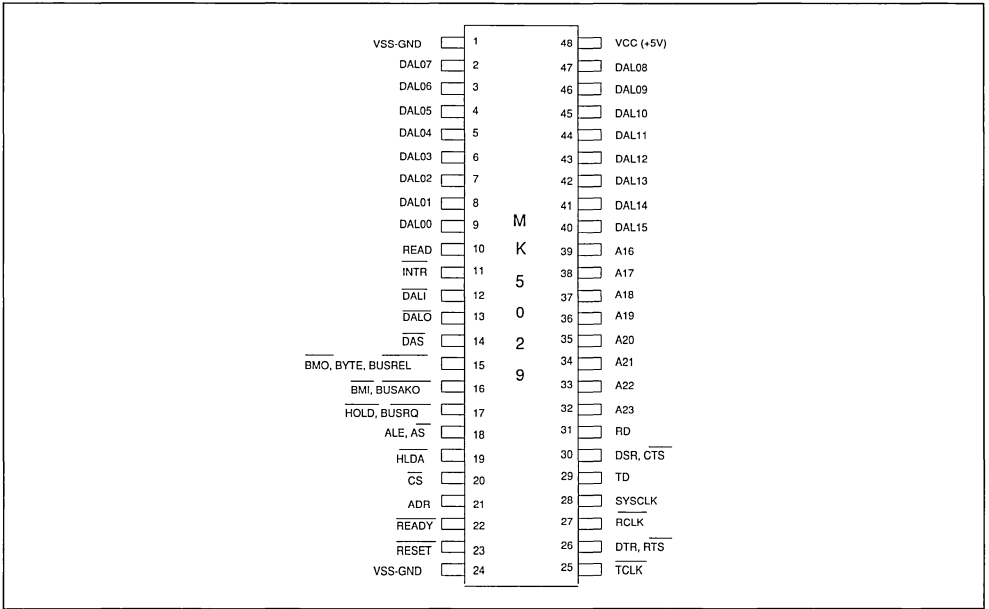 VSS-GND 1 48 VCC (+5V)
DAL07 2 47 DAL08
DAL06 3 46 DAL09
DAL05 4 45 DAL10
DAL04 5 44 DAL11
DAL03 6 43 DAL12
DAL02 7 42 DAL13
DAL01 8 41 DAL14
DAL00 9 M 40 DAL15
READ 10 K 39 A16
INTR 11 38 A17
DALI 12 5 37 A18
DALO 13 0 36 A19
DAS 14 2 35 A20
BMO, BYTE, BUSREL 15 9 34 A21
BMI, BUSAKO 16 33 A22
HOLD, BUSRQ 17 32 A23
ALE, AS 18 31 RD
HLDA 19 30 DSR, CTS
CS 20 29 TD
ADR 21 28 SYSCLK
READY 22 27 RCLK
RESET 23 26 DTR, RTS
VSS-GND 24 25 TCLK